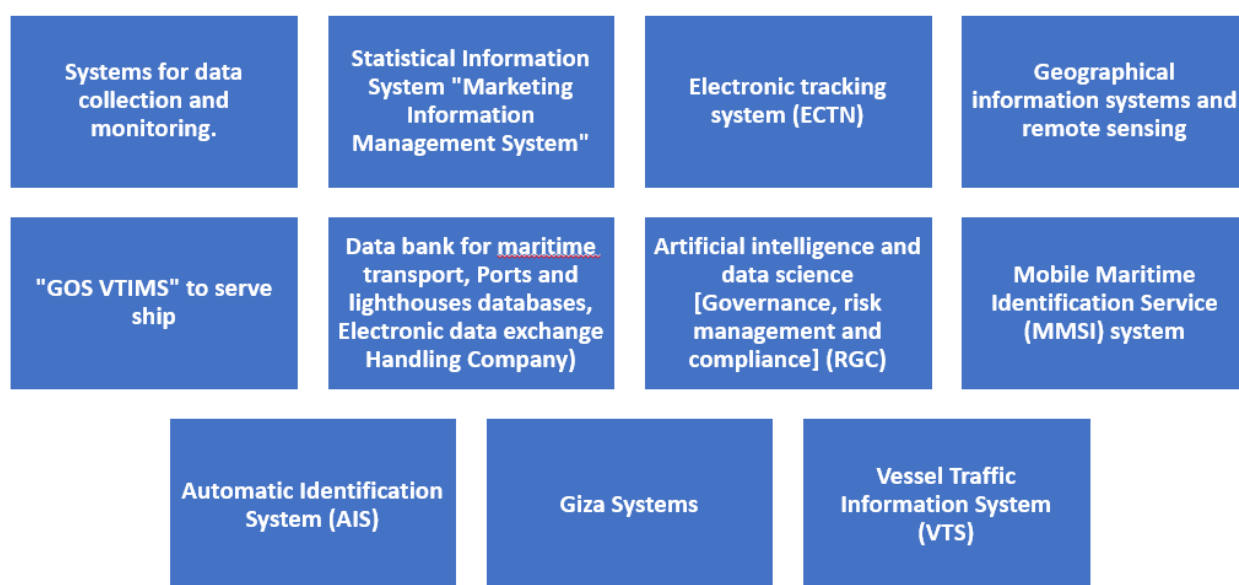 Systems for data
collection and
monitoring.
Statistical Information
System "Marketing
Information
Management System"
Electronic tracking
system (ECTN)
Geographical
information systems and
remote sensing
"GOS VTIMS" to serve
ship
Data bank for maritime
transport, Ports and
lighthouses databases,
Electronic data exchange
Handling Company)
Artificial intelligence and
data science
[Governance, risk
management and
compliance] (RGC)
Mobile Maritime
Identification Service
(MMSI) system
Automatic Identification
System (AIS)
Giza Systems
Vessel Traffic
Information System
(VTS)